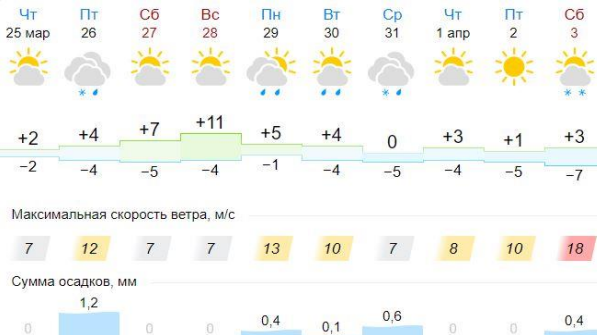 Чт Пт Сб Вс Пн Вт Ср Чт Пт Сб
25 мар 26 27 28 29 30 31 1 апр 2 3
+2 +4 +7 +11 +5 +4 0 +3 +1 +3
−2 −4 −5 −4 −1 −4 −5 −4 −5 −7
Максимальная скорость ветра, м/с
7 12 7 7 13 10 7 8 10 18
Сумма осадков, мм
0 1,2 0 0 0,4 0,1 0,6 0 0 0,4